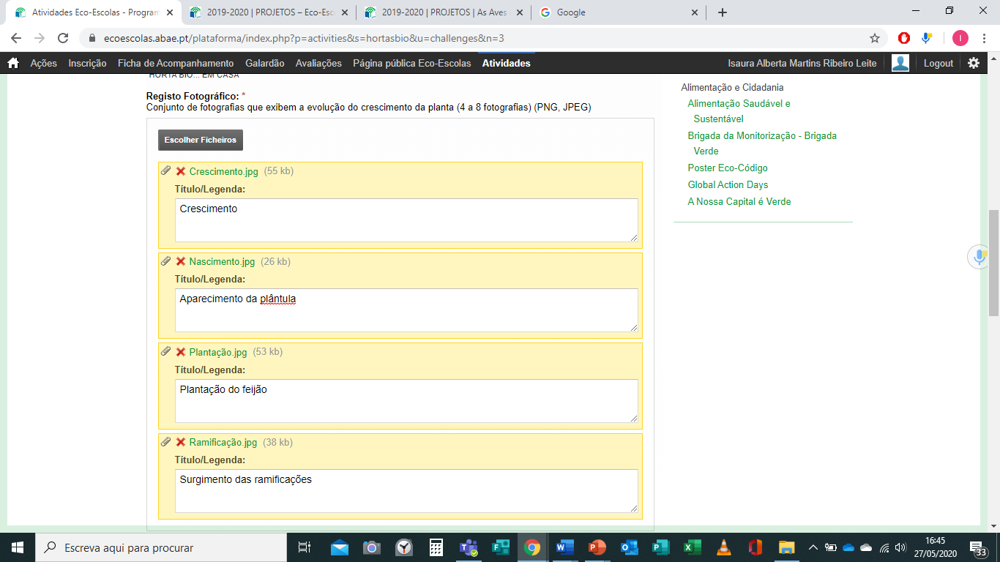 Atividades Eco-Escolas - Program
2019-2020 | PROJETOS – Eco-Esc
2019-2020 | PROJETOS | As Aves
Google
ecoescolas.abae.pt/plataforma/index.php?p=activities&s=hortasbio&u=challenges&n=3
I
Ações Inscrição Ficha de Acompanhamento Galardão Avaliações Página pública Eco-Escolas Atividades Isaura Alberta Martins Ribeiro Leite Logout
HORTA BIO... EM CASA
Registo Fotográfico: *
Conjunto de fotografias que exibem a evolução do crescimento da planta (4 a 8 fotografias) (PNG, JPEG)
Escolher Ficheiros
Crescimento.jpg (55 kb)
Título/Legenda:
Crescimento
Nascimento.jpg (26 kb)
Título/Legenda:
Aparecimento da plântula
Plantação.jpg (53 kb)
Título/Legenda:
Plantação do feijão
Ramificação.jpg (38 kb)
Título/Legenda:
Surgimento das ramificações
Alimentação e Cidadania
Alimentação Saudável e
Sustentável
Brigada da Monitorização - Brigada
Verde
Poster Eco-Código
Global Action Days
A Nossa Capital é Verde
Escreva aqui para procurar
16:45
27/05/2020
33